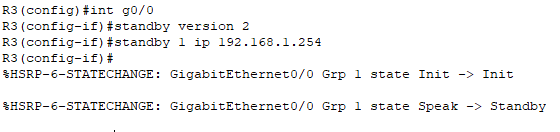 R3(config)#int g0/0
R3(config-if)#standby version 2
R3(config-if)#standby 1 ip 192.168.1.254
R3(config-if)#
%HSRP-6-STATECHANGE: GigabitEthernet0/0 Grp 1 state Init -> Init
%HSRP-6-STATECHANGE: GigabitEthernet0/0 Grp 1 state Speak -> Standby